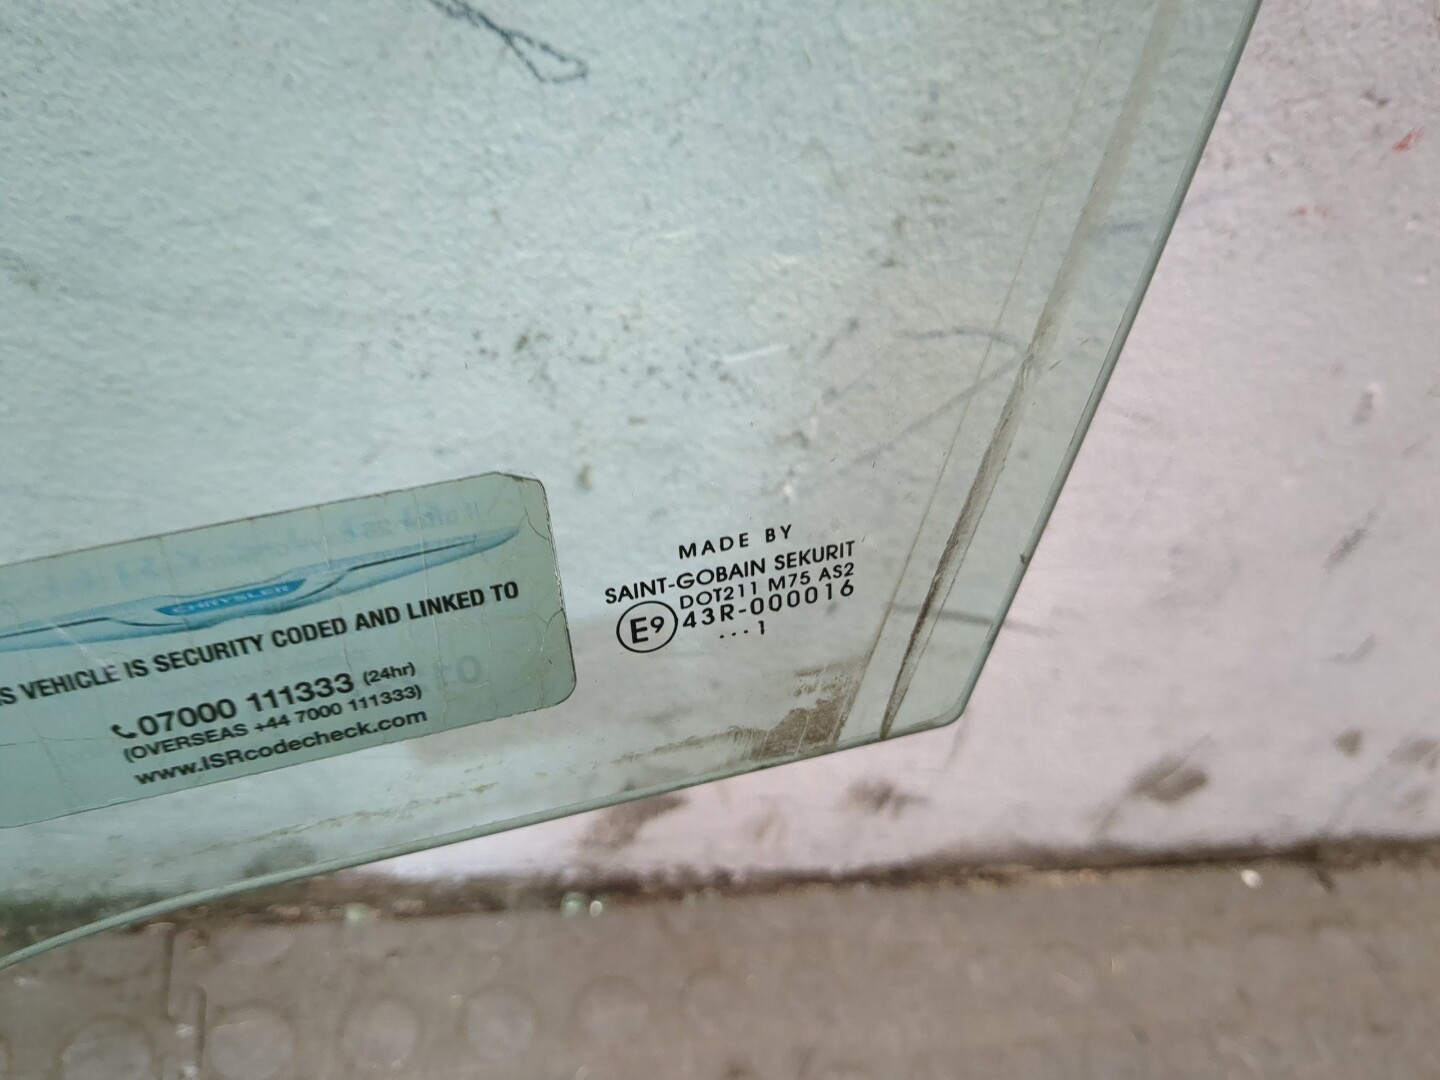 CHRYSLER
S VEHICLE IS SECURITY CODED AND LINKED TO
07000 111333 (24hr)
(OVERSEAS +44 7000 111333)
www.ISRcodecheck.com
MADE BY
SAINT-GOBAIN SEKURIT
DOT211 M75 AS2
E9 43R-000016
...1